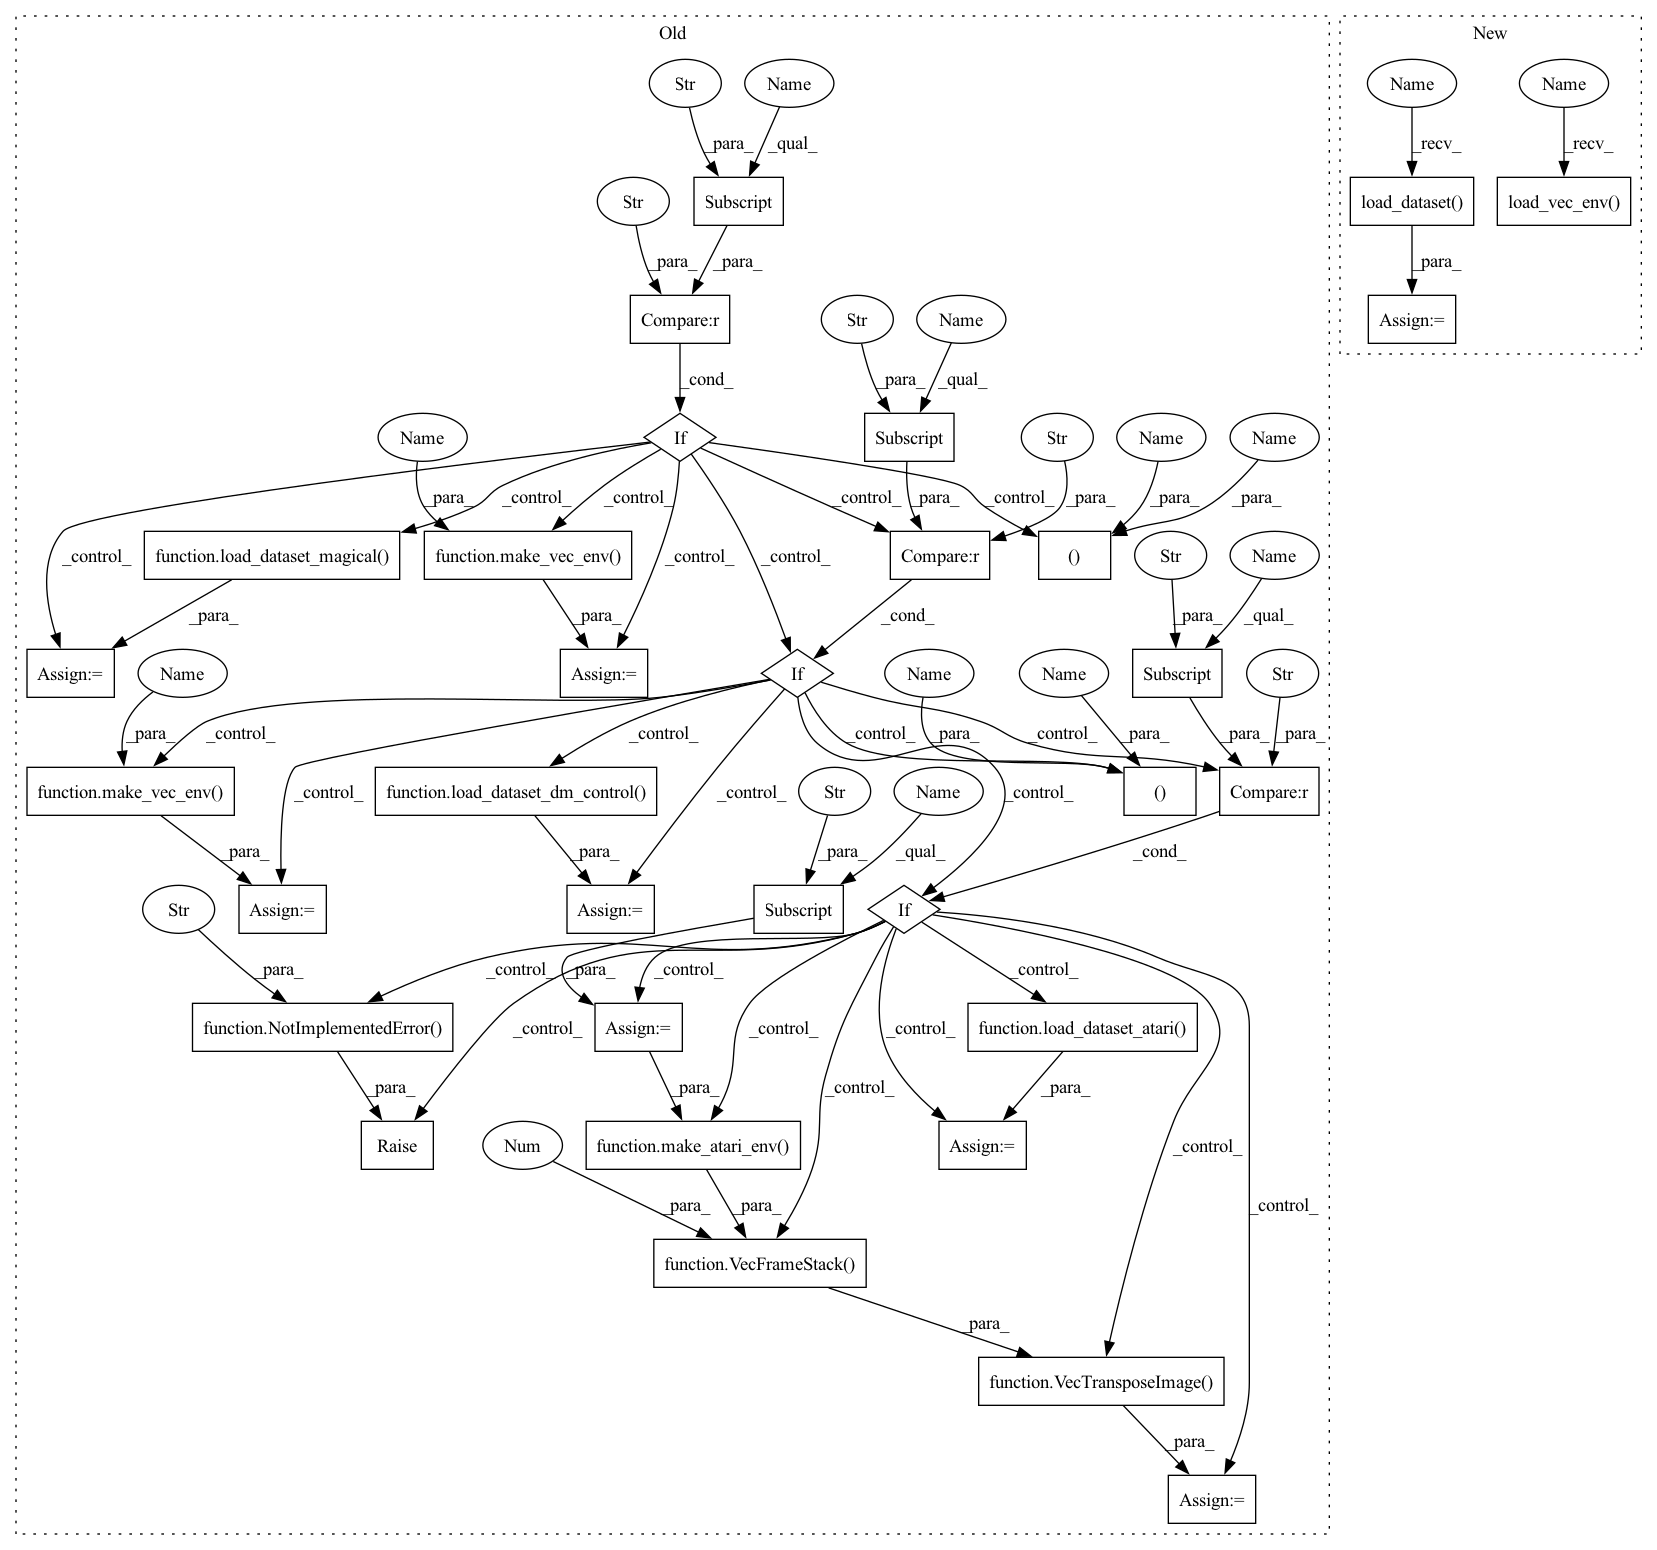 Old
New
Str
Name
Name
Name
_para_
_qual_
_recv_
_recv_
Str
Subscript
load_dataset()
load_vec_env()
_para_
_para_
_para_
Compare:r
Str
Name
Assign:=
_cond_
_para_
_qual_
Name
If
Subscript
Str
Name
Name
_para_
_control_
_control_
_control_
_para_
_control_
_para_
_para_
_para_
_control_
function.load_dataset_magical()
function.make_vec_env()
_control_
_control_
Compare:r
()
Str
Name
_para_
_para_
_cond_
_para_
_qual_
Assign:=
Name
Assign:=
If
Name
Name
Subscript
Str
_para_
_control_
_control_
_control_
_para_
_para_
_control_
_para_
_para_
function.make_vec_env()
_control_
function.load_dataset_dm_control()
_control_
Str
Name
_control_
()
Compare:r
_para_
_para_
_para_
_qual_
_cond_
Str
Assign:=
Assign:=
Subscript
If
_para_
_control_
_para_
_control_
_control_
function.NotImplementedError()
_control_
Assign:=
_control_
_control_
function.load_dataset_atari()
_para_
_para_
_control_
_para_
Num
Raise
function.make_atari_env()
Assign:=
_control_
_para_
_para_
_control_
function.VecFrameStack()
_para_
function.VecTransposeImage()
_para_
Assign:=